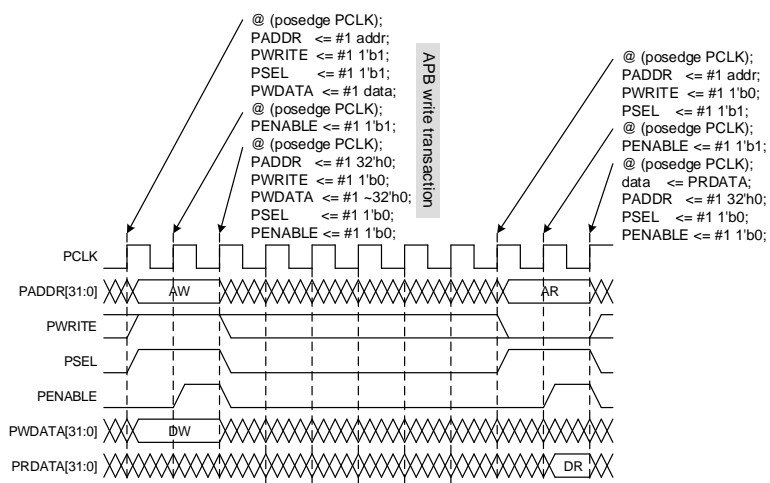 @ (posedge PCLK);
PADDR <= #1 addr;
PWRITE <= #1 1'b1;
PSEL <= #1 1'b1;
PWDATA <= #1 data;
@ (posedge PCLK);
PENABLE <= #1 1'b1;
@ (posedge PCLK);
PADDR <= #1 32'h0;
PWRITE <= #1 1'b0;
PWDATA <= #1 ~32'h0;
PSEL <= #1 1'b0;
PENABLE <= #1 1'b0;
APB write transaction
@ (posedge PCLK);
PADDR <= #1 addr;
PWRITE <= #1 1'b0;
PSEL <= #1 1'b1;
@ (posedge PCLK);
PENABLE <= #1 1'b1;
@ (posedge PCLK);
data <= PRDATA;
PADDR <= #1 32'h0;
PSEL <= #1 1'b0;
PENABLE <= #1 1'b0;
PCLK
PADDR[31:0] AW AR
PWRITE
PSEL
PENABLE
PWDATA[31:0] DW
PRDATA[31:0] DR